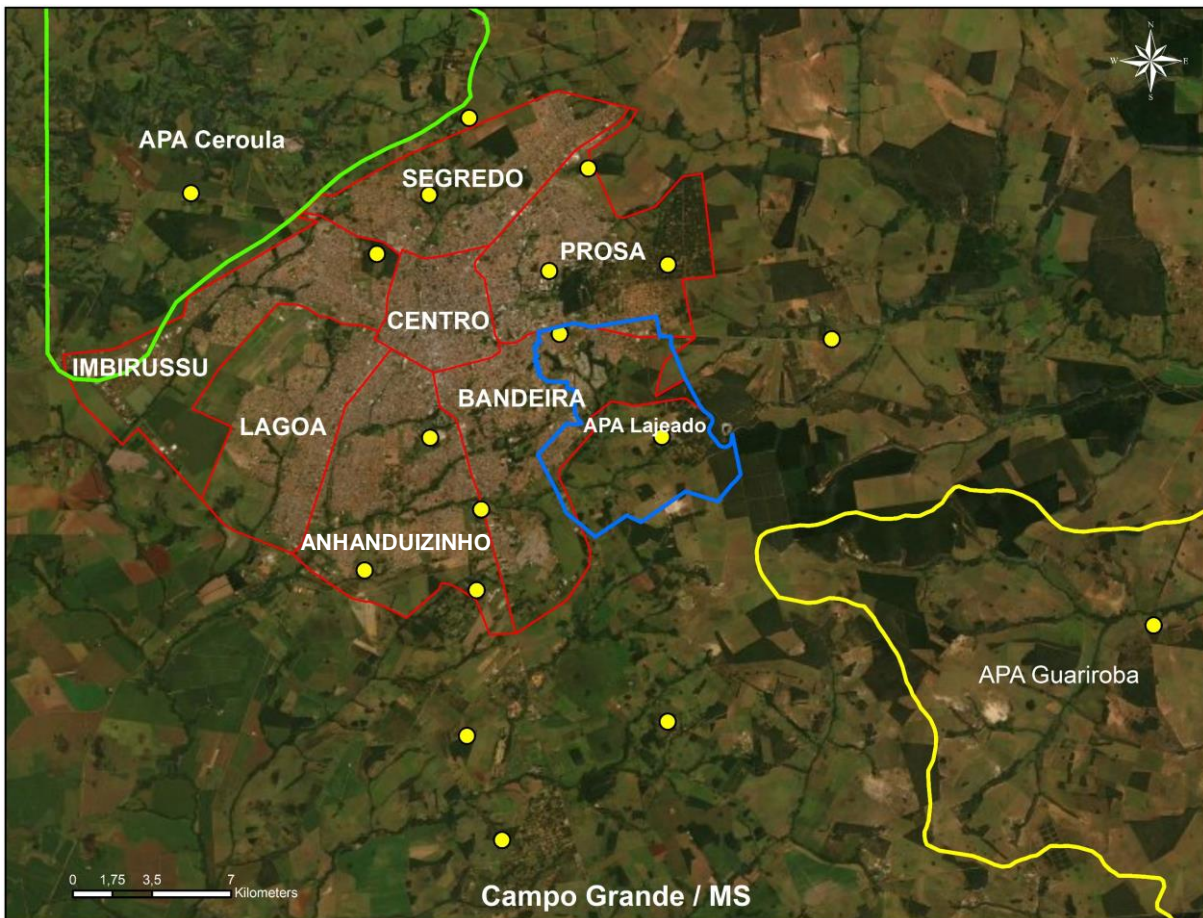 N
W E
S
APA Ceroula
SEGREDO
PROSA
CENTRO
IMBIRUSSU
BANDEIRA
LAGOA
APA Lajeado
ANHANDUIZINHO
APA Guariroba
0 1,75 3,5 7
Kilometers
Campo Grande / MS